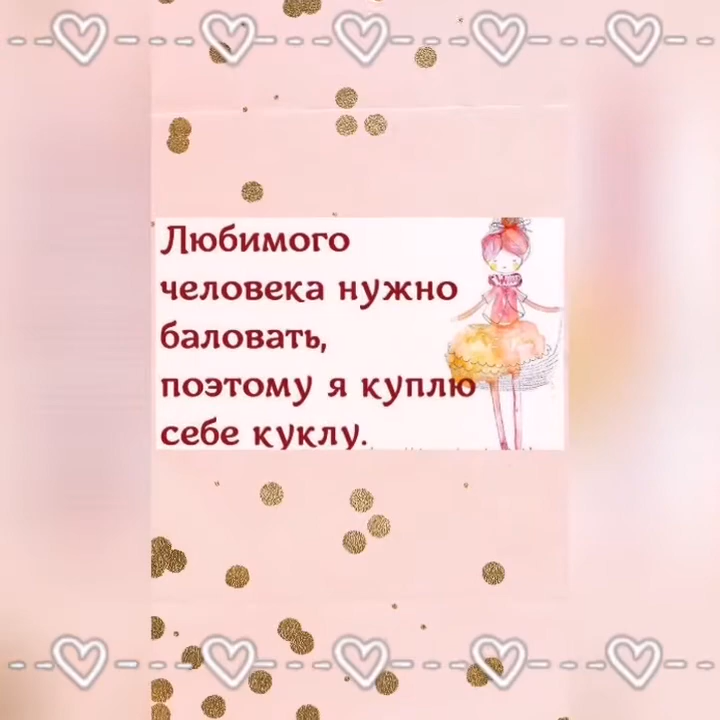 Любимого
человека нужно
баловать,
поэтому я куплю
себе куклу.